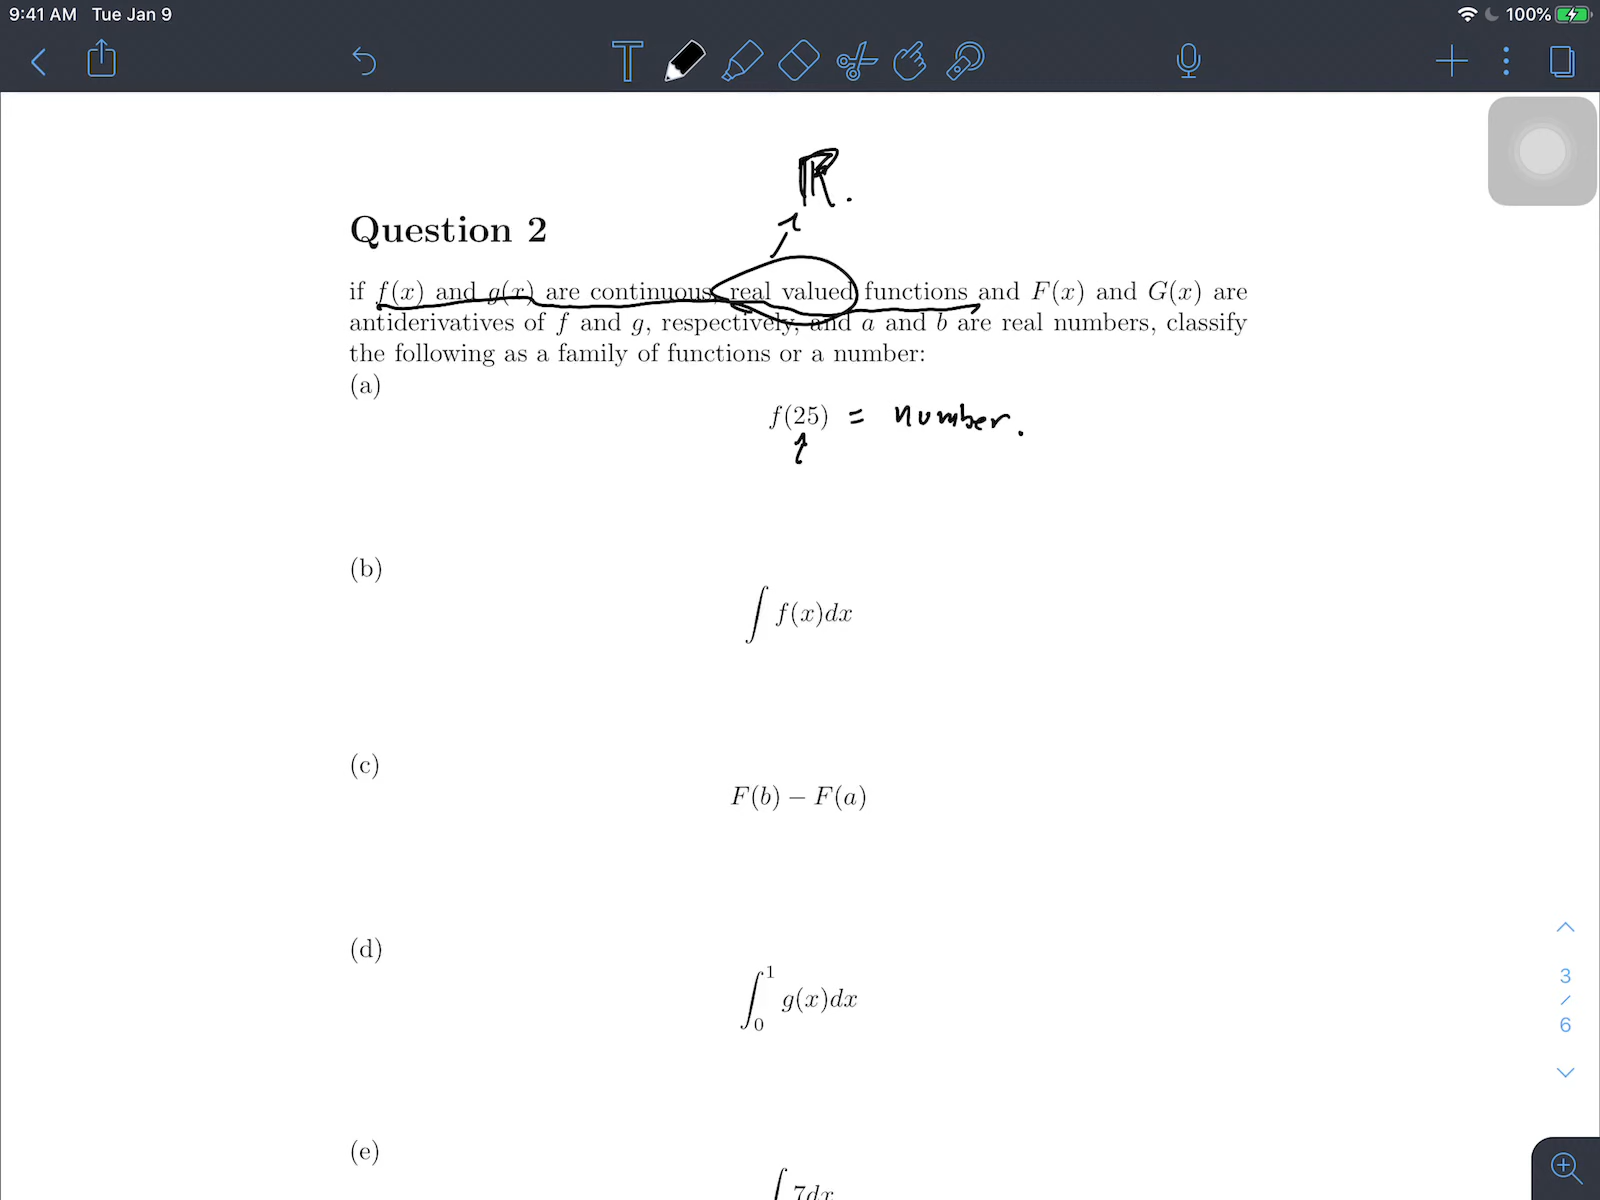 9:41 AM Tue Jan 9
100%
T
ℝ.
Question 2
if f(x) and g(x) are continuous, real valued functions and F(x) and G(x) are
antiderivatives of f and g, respectively, and a and b are real numbers, classify
the following as a family of functions or a number:
(a)
f(25) = number.
(b)
∫ f(x)dx
(c)
F(b) − F(a)
(d)
∫₀¹ g(x)dx
3
/
6
(e)
∫ 7dx